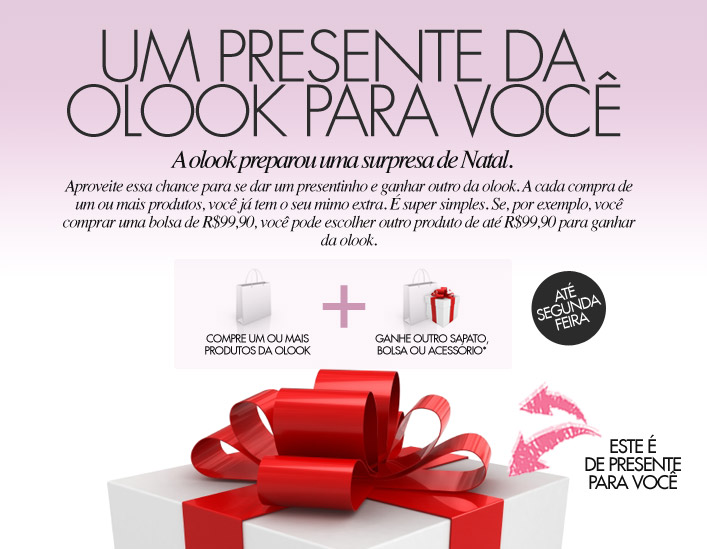 UM PRESENTE DA
OLOOK PARA VOCÊ
A olook preparou uma surpresa de Natal.
Aproveite essa chance para se dar um presentinho e ganhar outro da olook. A cada compra de
um ou mais produtos, você já tem o seu mimo extra. É super simples. Se, por exemplo, você
comprar uma bolsa de R$99,90, você pode escolher outro produto de até R$99,90 para ganhar
da olook.
+
COMPRE UM OU MAIS
PRODUTOS DA OLOOK
GANHE OUTRO SAPATO,
BOLSA OU ACESSÓRIO*
ATÉ
SEGUNDA
FEIRA
ESTE É
DE PRESENTE
PARA VOCÊ